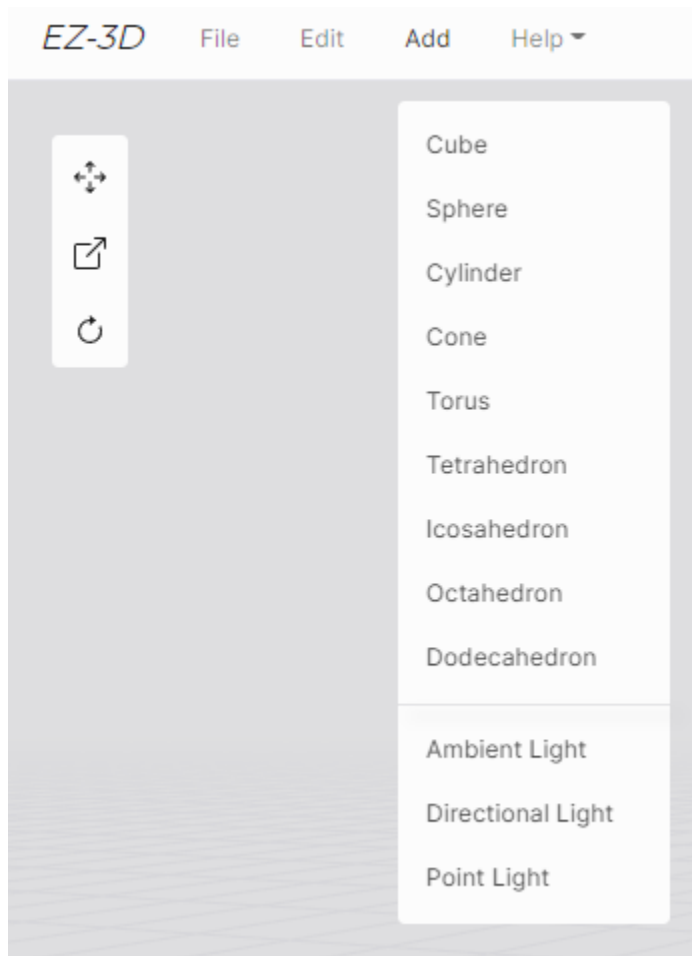 EZ-3D File Edit Add Help
Cube
Sphere
Cylinder
Cone
Torus
Tetrahedron
Icosahedron
Octahedron
Dodecahedron
Ambient Light
Directional Light
Point Light